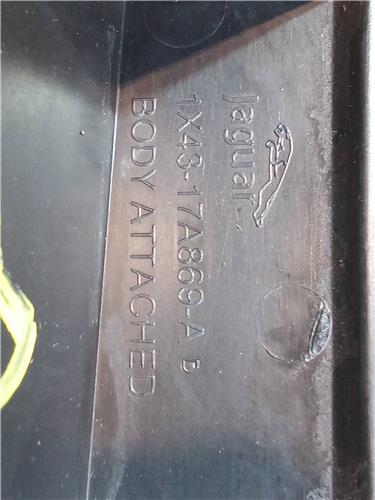 Jaguar
1X43-17A869-A D
BODY ATTACHED